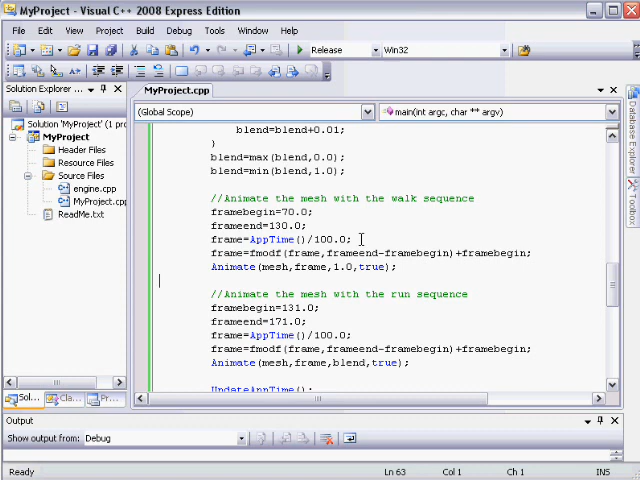 MyProject - Visual C++ 2008 Express Edition
File Edit View Project Build Debug Tools Window Help
Release Win32
Solution Explorer...
MyProject.cpp
(Global Scope) main(int argc, char ** argv)
Solution 'MyProject' (1 pro
MyProject
Header Files
Resource Files
Source Files
engine.cpp
MyProject.cpp
ReadMe.txt
blend=blend+0.01;
}
blend=max(blend,0.0);
blend=min(blend,1.0);
//Animate the mesh with the walk sequence
framebegin=70.0;
frameend=130.0;
frame=AppTime()/100.0;
frame=fmodf(frame,frameend-framebegin)+framebegin;
Animate(mesh,frame,1.0,true);
//Animate the mesh with the run sequence
framebegin=131.0;
frameend=171.0;
frame=AppTime()/100.0;
frame=fmodf(frame,frameend-framebegin)+framebegin;
Animate(mesh,frame,blend,true);
UpdateAppTime();
Database Explorer
Toolbox
Sol... Cla... Pr...
Output
Show output from: Debug
Ready Ln 63 Col 1 Ch 1 INS